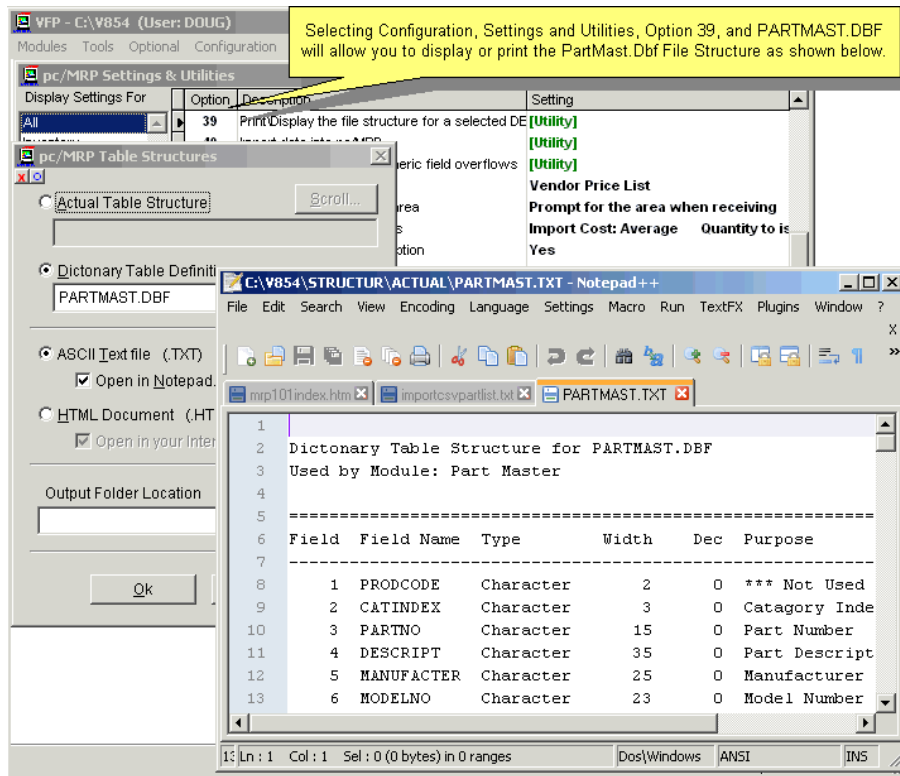 VFP - C:\V854 (User: DOUG)
Selecting Configuration, Settings and Utilities, Option 39, and PARTMAST.DBF
will allow you to display or print the PartMast.Dbf File Structure as shown below.
Modules Tools Optional Configuration
pc/MRP Settings & Utilities
Display Settings For Option Description Setting
All 39 Print\Display the file structure for a selected DE [Utility]
[Utility]
pc/MRP Table Structures
eric field overflows [Utility]
Vendor Price List
Actual Table Structure Scroll...
rea Prompt for the area when receiving
s Import Cost: Average Quantity to is
ption Yes
Dictonary Table Definiti
PARTMAST.DBF
ASCII Textfile (.TXT)
Open in Notepad.
HTML Document (.HT
Open in your Inter
Output Folder Location
Ok
C:\V854\STRUCTUR\ACTUAL\PARTMAST.TXT - Notepad++
File Edit Search View Encoding Language Settings Macro Run TextFX Plugins Window ?
X
mrp101index.htm importcsvpartlist.txt PARTMAST.TXT
1
2 Dictonary Table Structure for PARTMAST.DBF
3 Used by Module: Part Master
4
5 ==========================================================
6 Field Field Name Type Width Dec Purpose
7 ----------------------------------------------------------
8 1 PRODCODE Character 2 0 *** Not Used
9 2 CATINDEX Character 3 0 Catagory Inde
10 3 PARTNO Character 15 0 Part Number
11 4 DESCRIPT Character 35 0 Part Descript
12 5 MANUFACTER Character 25 0 Manufacturer
13 6 MODELNO Character 23 0 Model Number
Ln : 1 Col : 1 Sel : 0 (0 bytes) in 0 ranges Dos\Windows ANSI INS